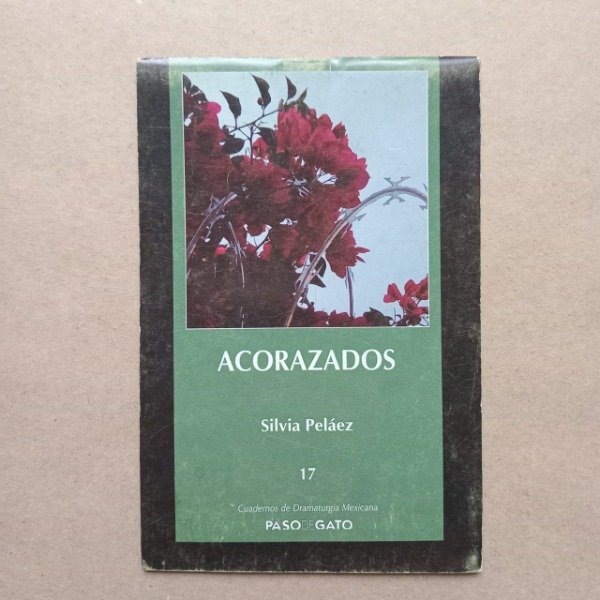 ACORAZADOS
Silvia Peláez
17
Cuadernos de Dramaturgia Mexicana
PASODEGATO